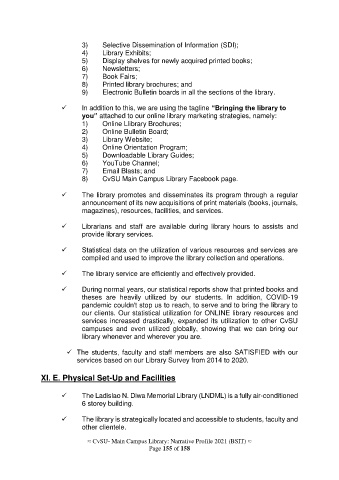 3) Selective Dissemination of Information (SDI);
4) Library Exhibits;
5) Display shelves for newly acquired printed books;
6) Newsletters;
7) Book Fairs;
8) Printed library brochures; and
9) Electronic Bulletin boards in all the sections of the library.
✓ In addition to this, we are using the tagline "Bringing the library to
you" attached to our online library marketing strategies, namely:
1) Online Llibrary Brochures;
2) Online Bulletin Board;
3) Library Website;
4) Online Orientation Program;
5) Downloadable Library Guides;
6) YouTube Channel;
7) Email Blasts; and
8) CvSU Main Campus Library Facebook page.
✓ The library promotes and disseminates its program through a regular
announcement of its new acquisitions of print materials (books, journals,
magazines), resources, facilities, and services.
✓ Librarians and staff are available during library hours to assists and
provide library services.
✓ Statistical data on the utilization of various resources and services are
compiled and used to improve the library collection and operations.
✓ The library service are efficiently and effectively provided.
✓ During normal years, our statistical reports show that printed books and
theses are heavily utilized by our students. In addition, COVID-19
pandemic couldn't stop us to reach, to serve and to bring the library to
our clients. Our statistical utilization for ONLINE library resources and
services increased drastically, expanded its utilization to other CvSU
campuses and even utilized globally, showing that we can bring our
library whenever and wherever you are.
✓ The students, faculty and staff members are also SATISFIED with our
services based on our Library Survey from 2014 to 2020.
XI. E. Physical Set-Up and Facilities
✓ The Ladislao N. Diwa Memorial Library (LNDML) is a fully air-conditioned
6 storey building.
✓ The library is strategically located and accessible to students, faculty and
other clientele.
≈ CvSU- Main Campus Library: Narrative Profile 2021 (BSIT) ≈
Page 155 of 158